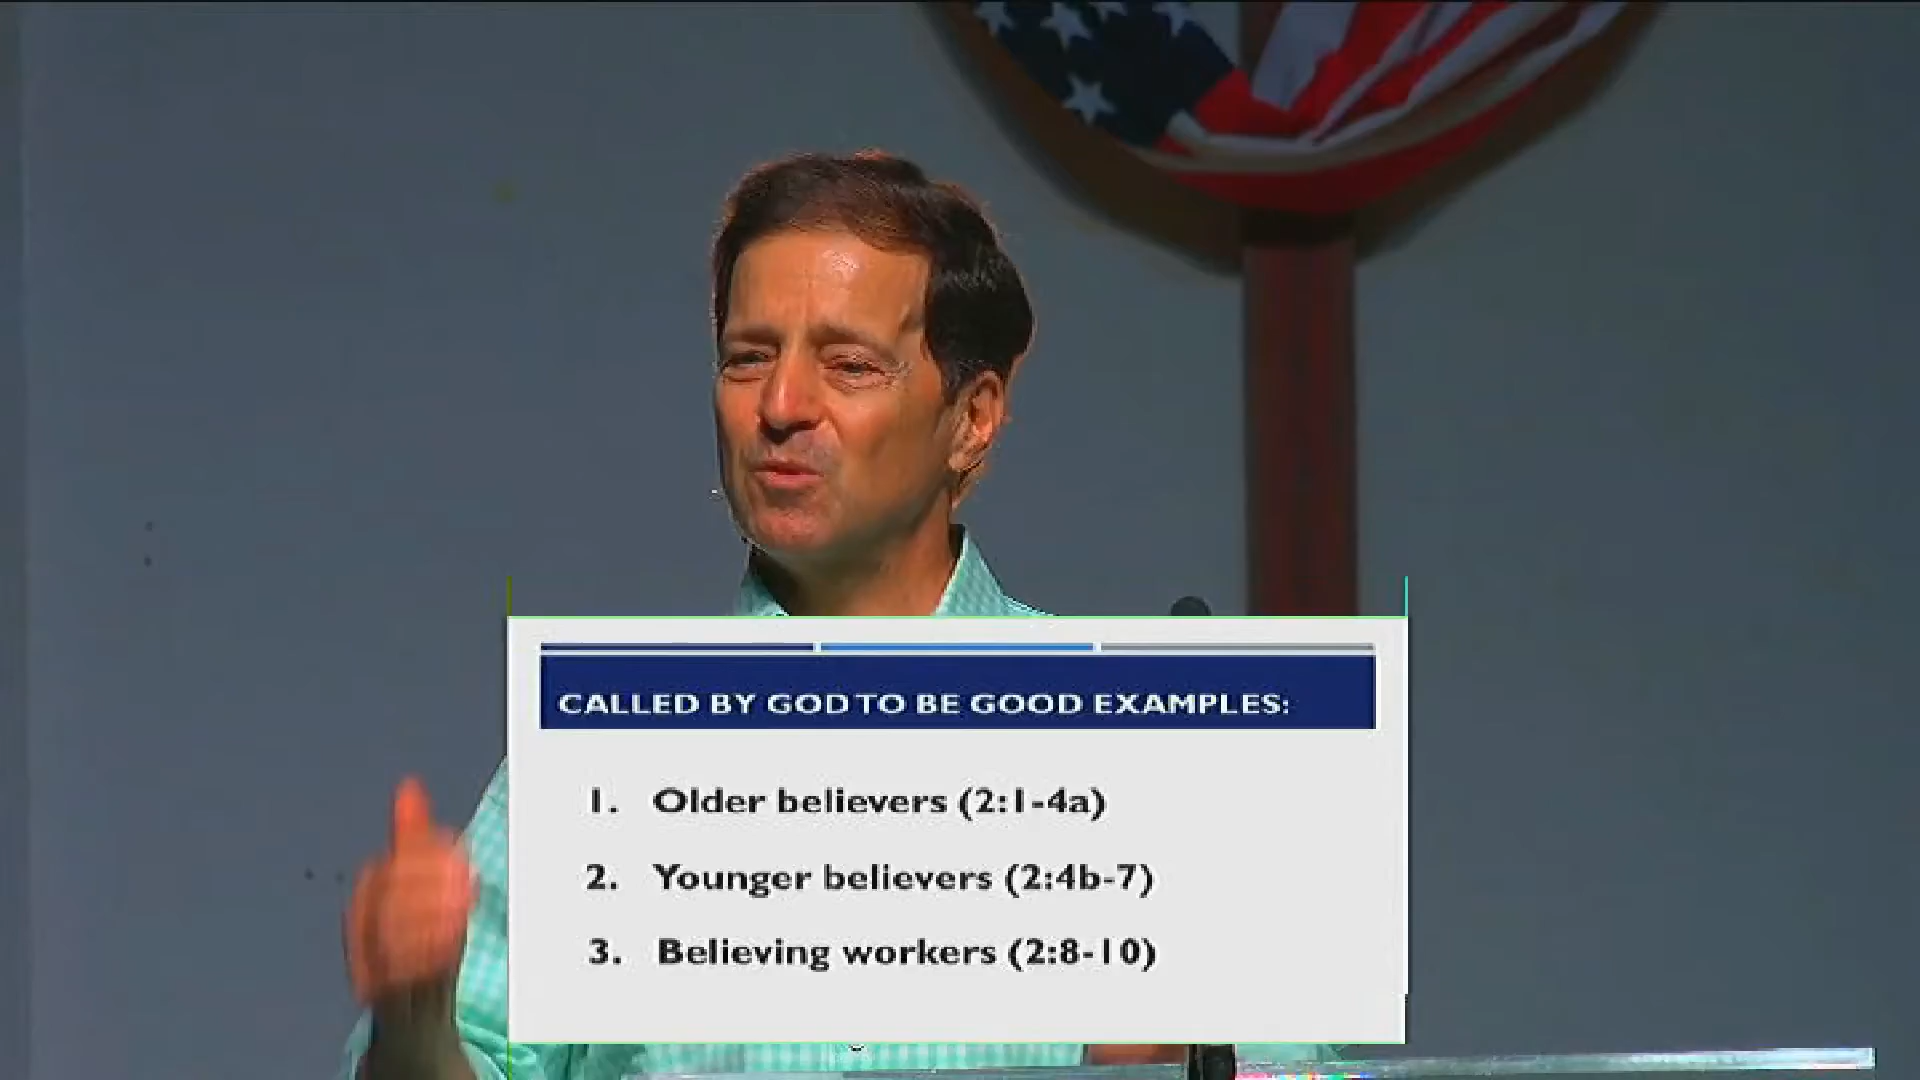 CALLED BY GOD TO BE GOOD EXAMPLES:
1. Older believers (2:1-4a)
2. Younger believers (2:4b-7)
3. Believing workers (2:8-10)